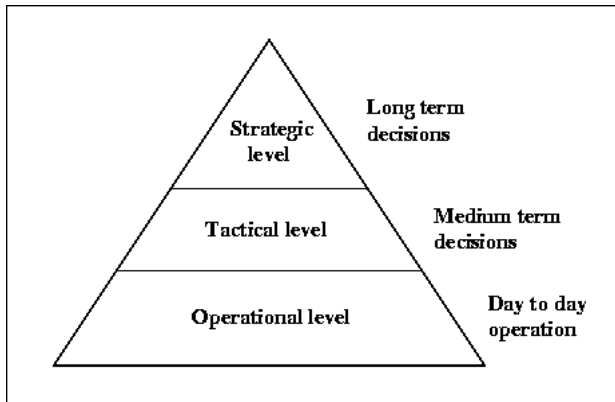 Strategic
level
Long term
decisions
Tactical level
Medium term
decisions
Operational level
Day to day
operation